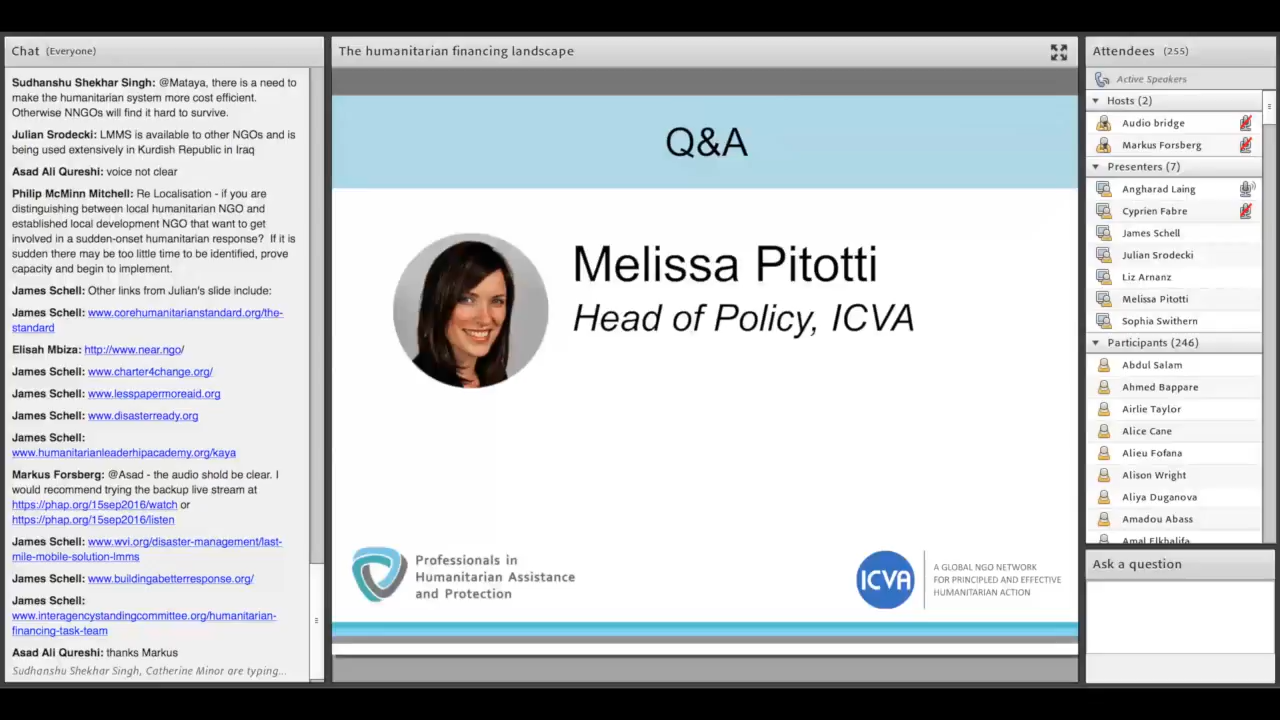 Chat (Everyone)
Sudhanshu Shekhar Singh: @Mataya, there is a need to
make the humanitarian system more cost efficient.
Otherwise NNGOs will find it hard to survive.
Julian Srodecki: LMMS is available to other NGOs and is
being used extensively in Kurdish Republic in Iraq
Asad Ali Qureshi: voice not clear
Philip McMinn Mitchell: Re Localisation - if you are
distinguishing between local humanitarian NGO and
established local development NGO that want to get
involved in a sudden-onset humanitarian response? If it is
sudden there may be too little time to be identified, prove
capacity and begin to implement.
James Schell: Other links from Julian's slide include:
James Schell: www.corehumanitarianstandard.org/the-
standard
Elisah Mbiza: http://www.near.ngo/
James Schell: www.charter4change.org/
James Schell: www.lesspapermoreaid.org
James Schell: www.disasterready.org
James Schell:
www.humanitarianleaderhipacademy.org/kaya
Markus Forsberg: @Asad - the audio shold be clear. I
would recommend trying the backup live stream at
https://phap.org/15sep2016/watch or
https://phap.org/15sep2016/listen
James Schell: www.wvi.org/disaster-management/last-
mile-mobile-solution-lmms
James Schell: www.buildingabetterresponse.org/
James Schell:
www.interagencystandingcommittee.org/humanitarian-
financing-task-team
Asad Ali Qureshi: thanks Markus
Sudhanshu Shekhar Singh, Catherine Minor are typing...
The humanitarian financing landscape
Q&A
Melissa Pitotti
Head of Policy, ICVA
Professionals in
Humanitarian Assistance
and Protection
ICVA
A GLOBAL NGO NETWORK
FOR PRINCIPLED AND EFFECTIVE
HUMANITARIAN ACTION
Attendees (255)
Active Speakers
Hosts (2)
Audio bridge
Markus Forsberg
Presenters (7)
Angharad Laing
Cyprien Fabre
James Schell
Julian Srodecki
Liz Arnanz
Melissa Pitotti
Sophia Swithern
Participants (246)
Abdul Salam
Ahmed Bappare
Airlie Taylor
Alice Cane
Alieu Fofana
Alison Wright
Aliya Duganova
Amadou Abass
Amal Elkhalifa
Ask a question